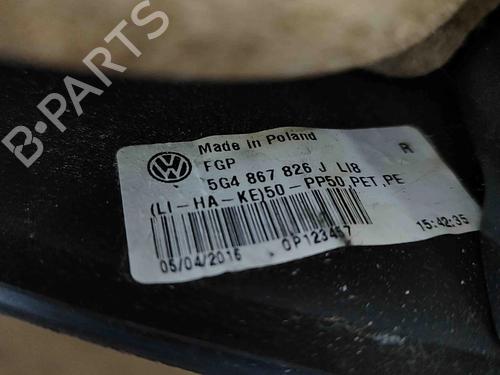 B-PARTS
Made in Poland
FGP R
5G4 867 826 J LI8
(LI-HA-KE)50-PP50,PET,PE
05/04/2016 OP123457 15:42:35